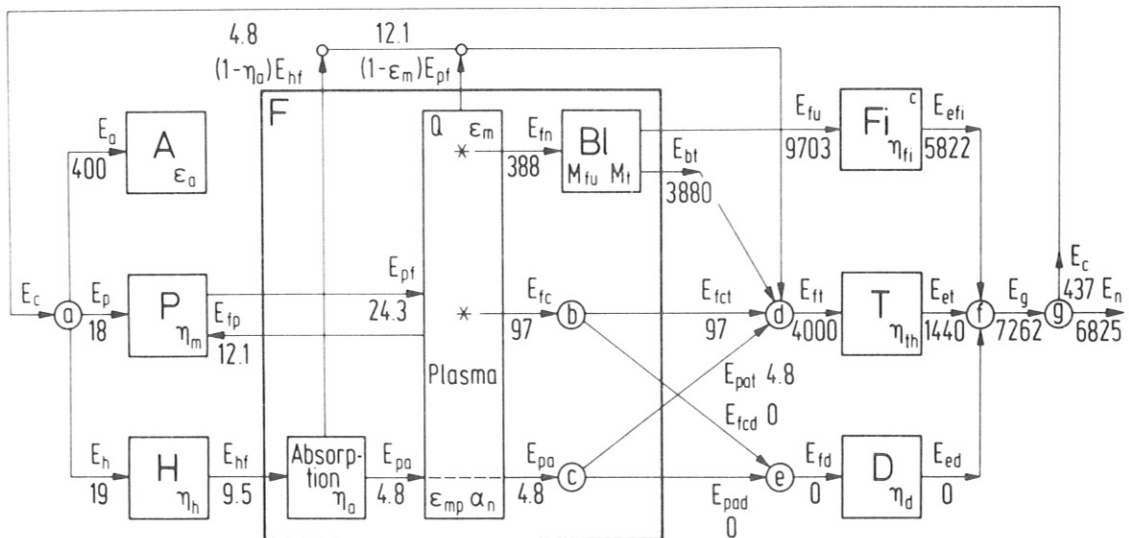 4.8
12.1
(1-ηa)Ehf
(1-εm)Epf
F
Q
εm
Efn
388
Bl
Mfu Mt
Efu
9703
Ebt
3880
Fi
c
ηfi
Eefi
5822
Ea
400
A
εa
Ec
a
Ep
18
P
ηm
Epf
24.3
Efp
12.1
Plasma
Efc
97
b
Efct
97
d
Eft
4000
T
ηth
Eet
1440
f
Eg
7262
g
Ec
437
En
6825
Epat 4.8
Efcd 0
Eh
19
H
ηh
Ehf
9.5
Absorp-
tion
ηa
Epa
4.8
εmp αn
Epa
4.8
c
Epad
0
e
Efd
0
D
ηd
Eed
0